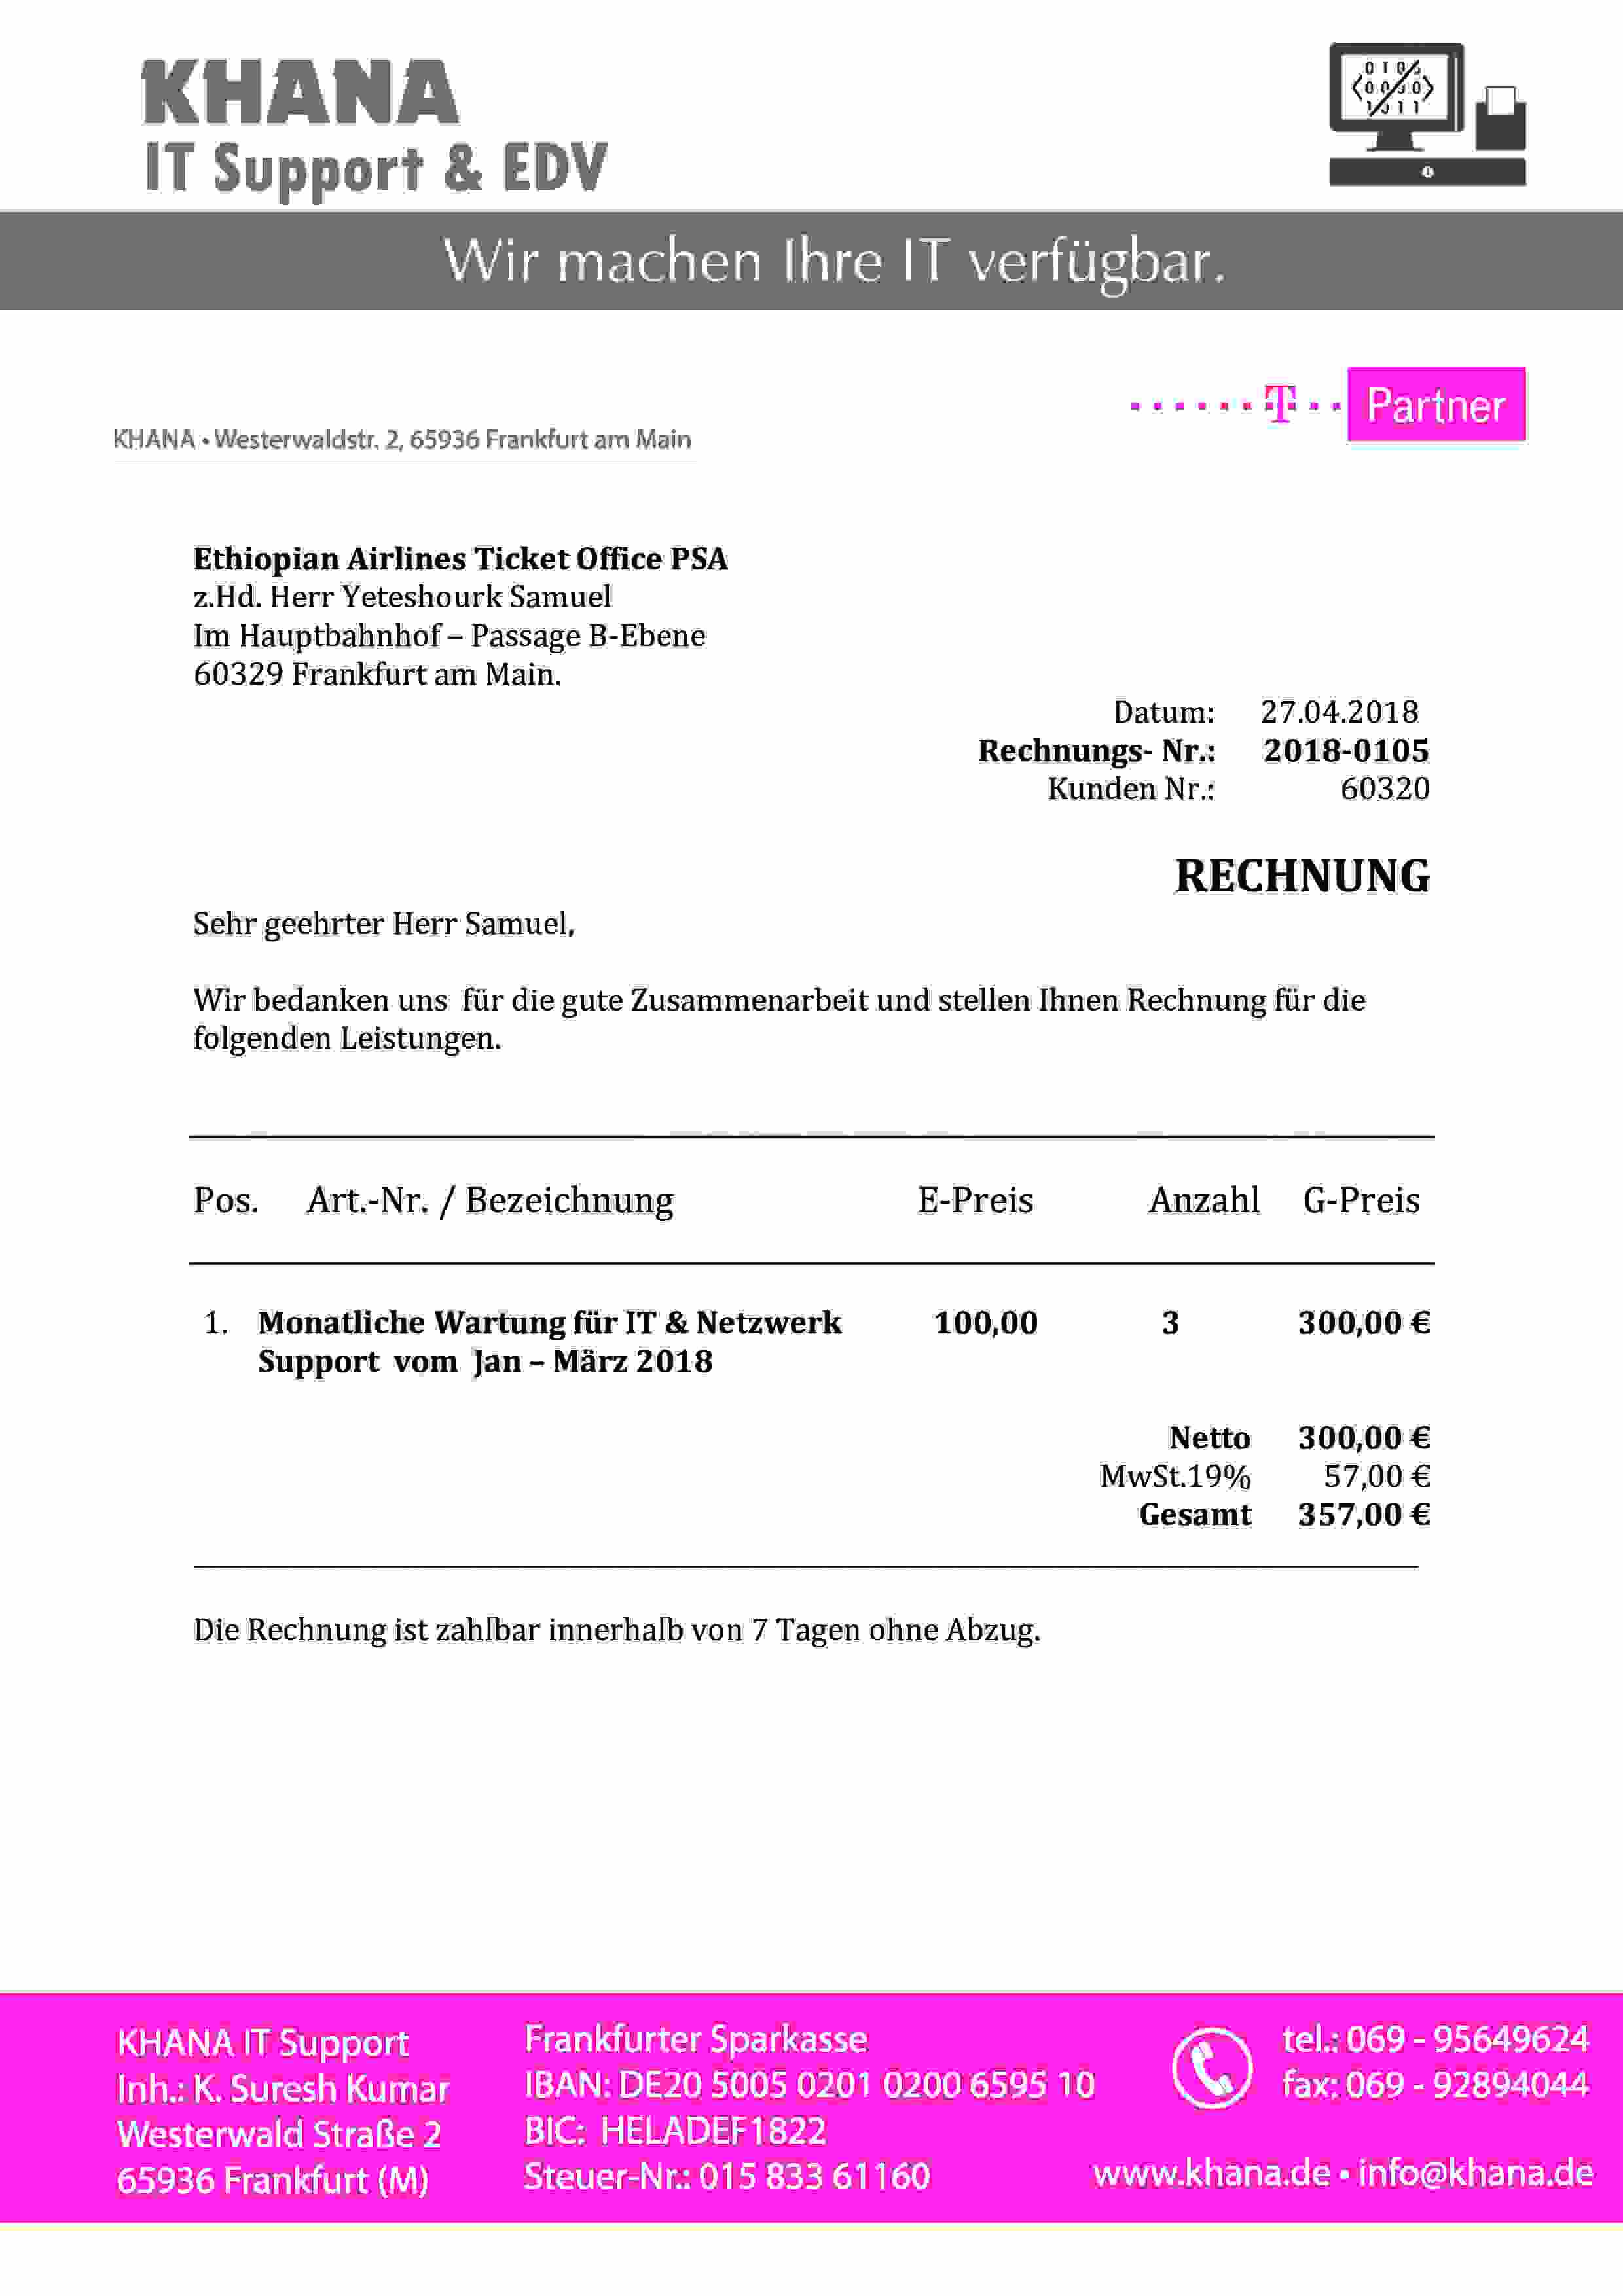 KHANA
IT Support & EDV
Wir machen Ihre IT verfügbar.
T Partner
KHANA • Westerwaldstr. 2, 65936 Frankfurt am Main
Ethiopian Airlines Ticket Office PSA
z.Hd. Herr Yeteshourk Samuel
Im Hauptbahnhof – Passage B-Ebene
60329 Frankfurt am Main.
Datum: 27.04.2018
Rechnungs- Nr.: 2018-0105
Kunden Nr.: 60320
RECHNUNG
Sehr geehrter Herr Samuel,
Wir bedanken uns für die gute Zusammenarbeit und stellen Ihnen Rechnung für die
folgenden Leistungen.
Pos. Art.-Nr. / Bezeichnung E-Preis Anzahl G-Preis
1. Monatliche Wartung für IT & Netzwerk 100,00 3 300,00 €
Support vom Jan – März 2018
Netto 300,00 €
MwSt.19% 57,00 €
Gesamt 357,00 €
Die Rechnung ist zahlbar innerhalb von 7 Tagen ohne Abzug.
KHANA IT Support
Inh.: K. Suresh Kumar
Westerwald Straße 2
65936 Frankfurt (M)
Frankfurter Sparkasse
IBAN: DE20 5005 0201 0200 6595 10
BIC: HELADEF1822
Steuer-Nr.: 015 833 61160
tel.: 069 - 95649624
fax: 069 - 92894044
www.khana.de • info@khana.de